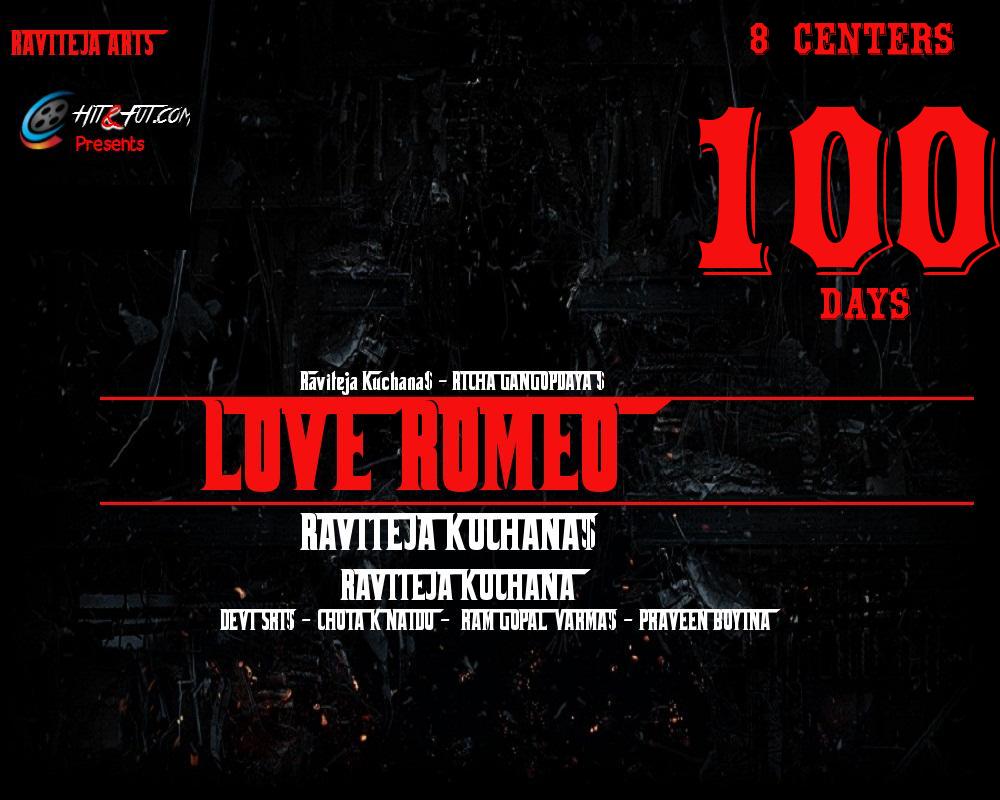 RAVITEJA ARTS
8 CENTERS
HIT&FUT.COM
Presents
100
DAYS
Raviteja Kuchana$ - RICHA GANGOPDAYA $
LOVE ROMEO
RAVITEJA KUCHANA$
RAVITEJA KUCHANA
DEVI SRI$ - CHOTA K NAIDU - RAM GOPAL VARMA$ - PRAVEEN BOYINA